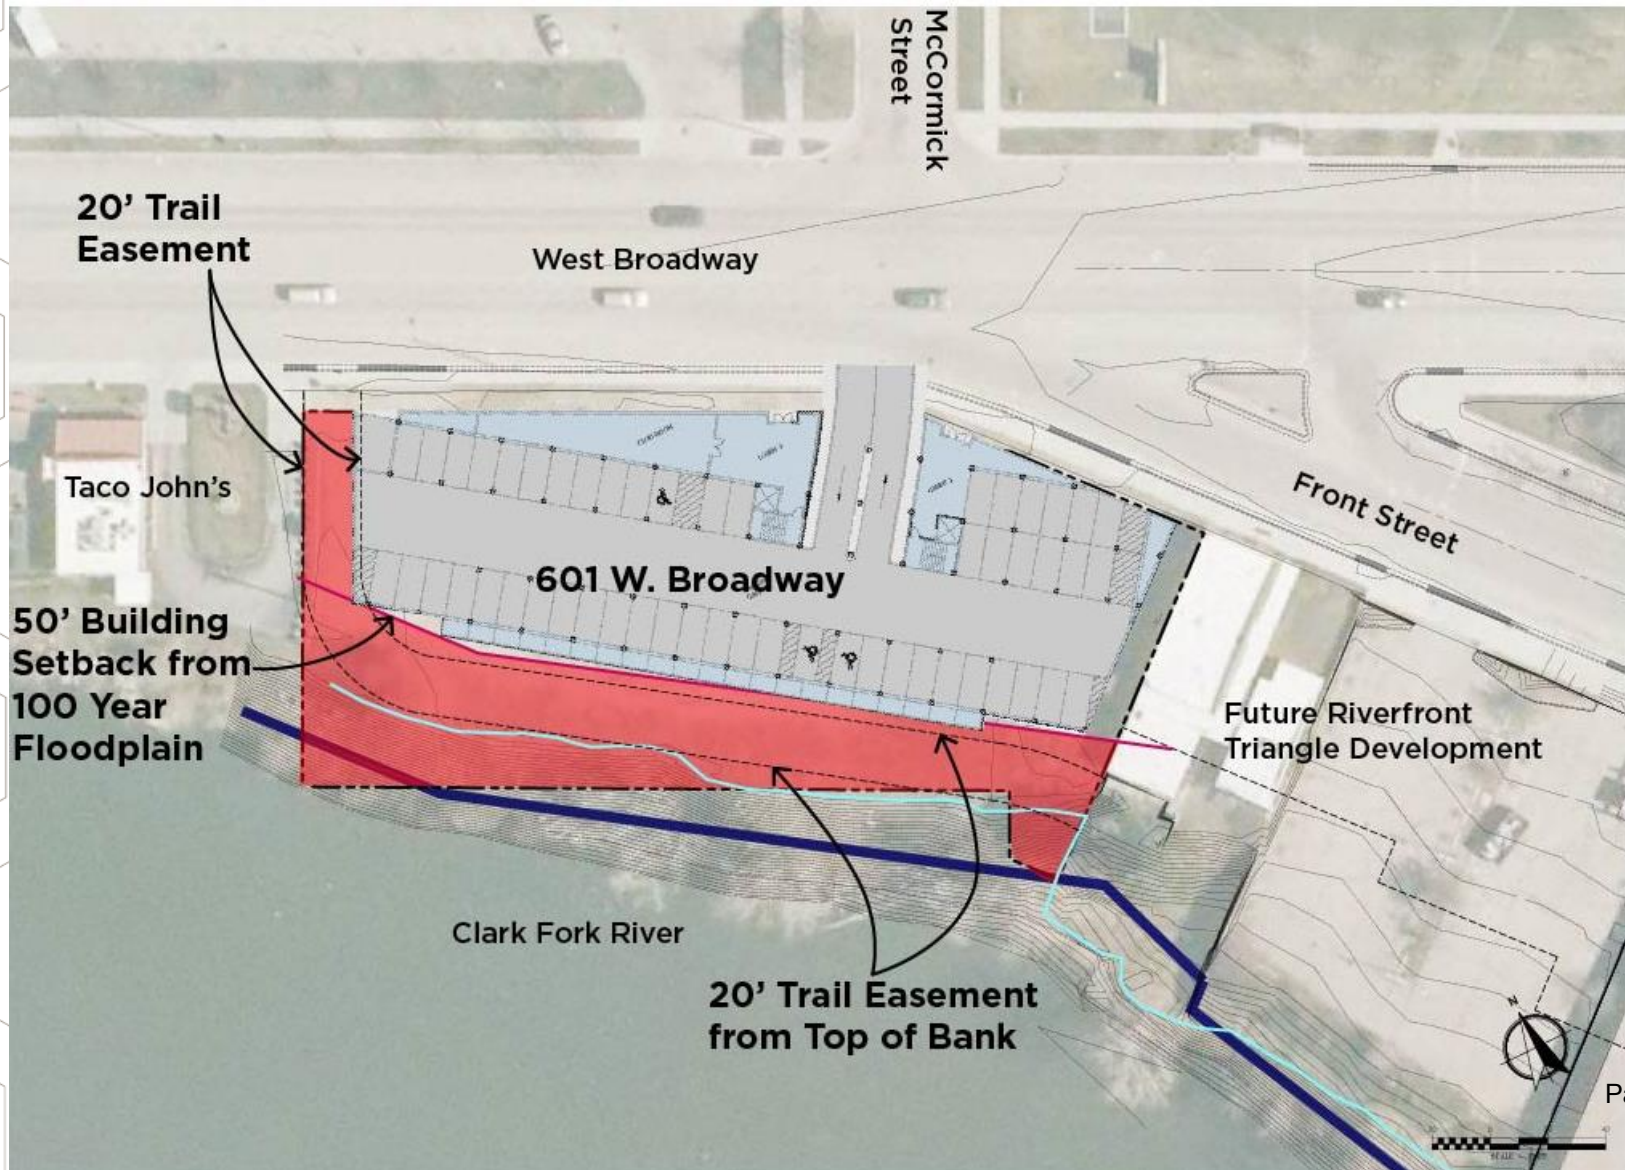 McCormick
Street
20' Trail
Easement
West Broadway
Taco John's
Front Street
601 W. Broadway
50' Building
Setback from
100 Year
Floodplain
Future Riverfront
Triangle Development
Clark Fork River
20' Trail Easement
from Top of Bank
N